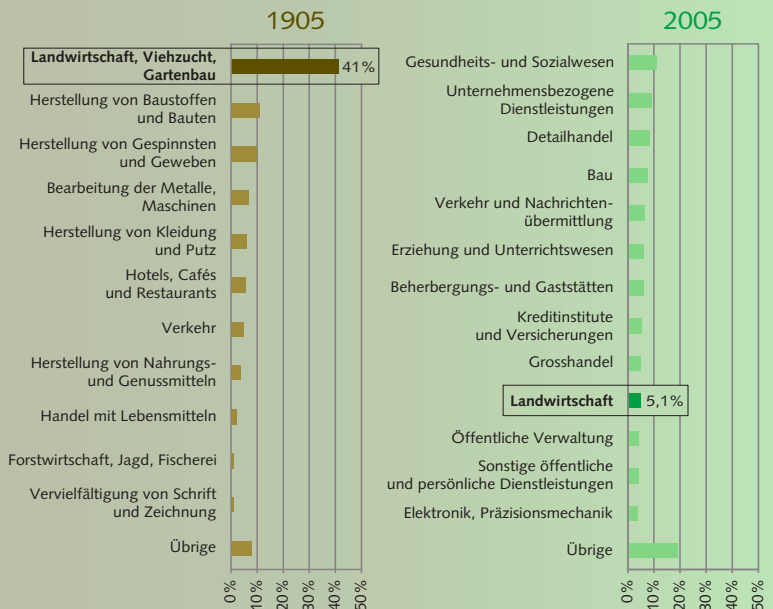 1905
Landwirtschaft, Viehzucht,
Gartenbau
41%
Herstellung von Baustoffen
und Bauten
Herstellung von Gespinnsten
und Geweben
Bearbeitung der Metalle,
Maschinen
Herstellung von Kleidung
und Putz
Hotels, Cafés
und Restaurants
Verkehr
Herstellung von Nahrungs-
und Genussmitteln
Handel mit Lebensmitteln
Forstwirtschaft, Jagd, Fischerei
Vervielfältigung von Schrift
und Zeichnung
Übrige
0%
10%
20%
30%
40%
50%
2005
Gesundheits- und Sozialwesen
Unternehmensbezogene
Dienstleistungen
Detailhandel
Bau
Verkehr und Nachrichten-
übermittlung
Erziehung und Unterrichtswesen
Beherbergungs- und Gaststätten
Kreditinstitute
und Versicherungen
Grosshandel
Landwirtschaft
5,1%
Öffentliche Verwaltung
Sonstige öffentliche
und persönliche Dienstleistungen
Elektronik, Präzisionsmechanik
Übrige
0%
10%
20%
30%
40%
50%